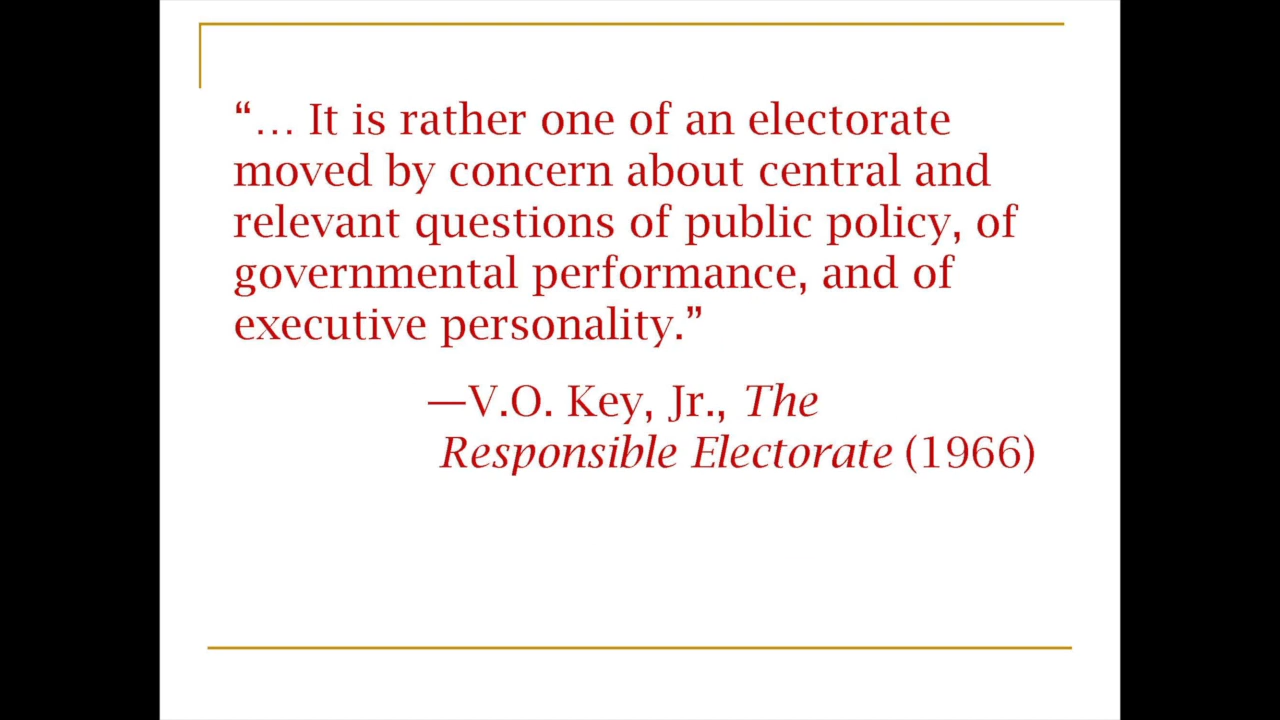 “… It is rather one of an electorate
moved by concern about central and
relevant questions of public policy, of
governmental performance, and of
executive personality.”
—V.O. Key, Jr., The
Responsible Electorate (1966)